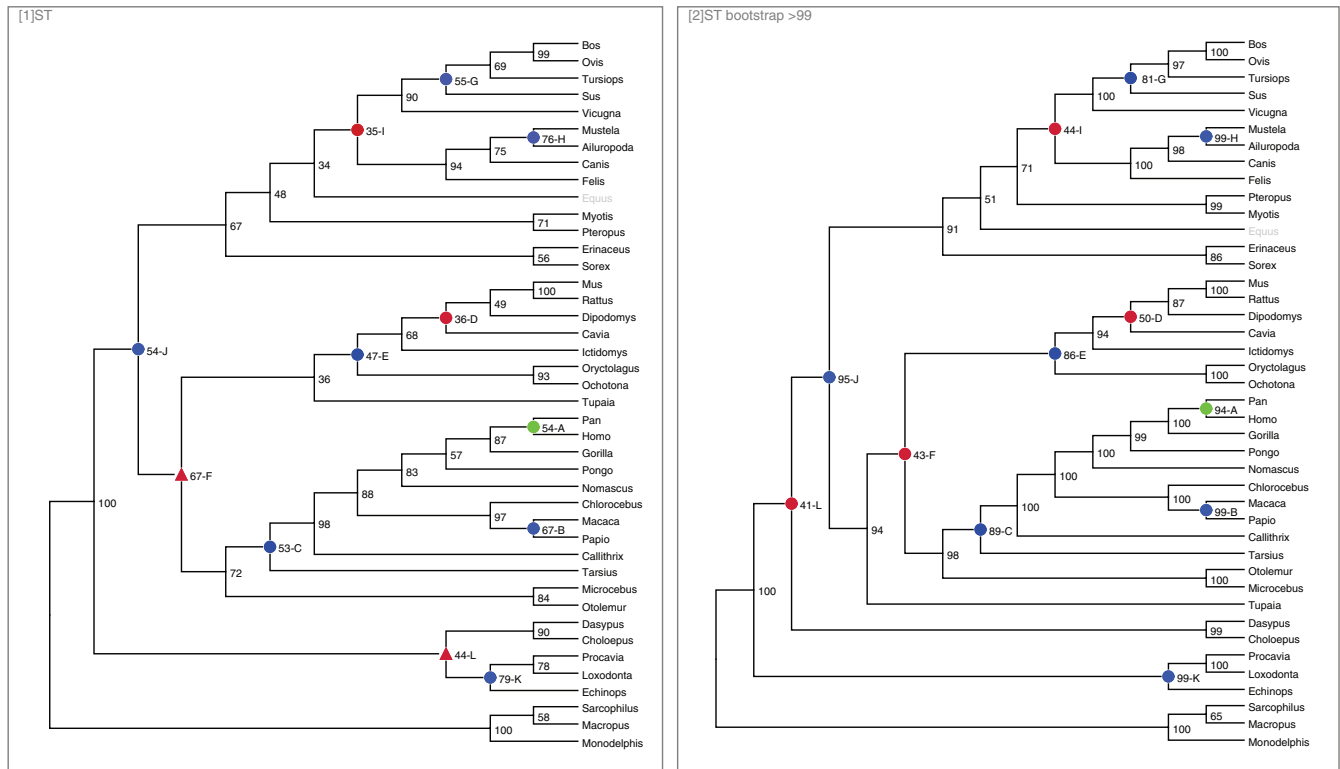 [1]ST
Bos
99
Ovis
69
Tursiops
55-G
Sus
90
Vicugna
35-I
Mustela
76-H
Ailuropoda
75
Canis
94
Felis
34
Equus
48
Myotis
71
Pteropus
67
Erinaceus
56
Sorex
Mus
100
Rattus
49
Dipodomys
36-D
Cavia
68
Ictidomys
47-E
Oryctolagus
93
Ochotona
36
Tupaia
54-J
Pan
54-A
Homo
87
Gorilla
57
Pongo
83
Nomascus
88
Chlorocebus
97
Macaca
67-B
Papio
98
Callithrix
53-C
Tarsius
72
Microcebus
84
Otolemur
67-F
100
Dasypus
90
Choloepus
44-L
Procavia
78
Loxodonta
79-K
Echinops
Sarcophilus
58
Macropus
100
Monodelphis
[2]ST bootstrap >99
Bos
100
Ovis
97
Tursiops
81-G
Sus
100
Vicugna
44-I
Mustela
99-H
Ailuropoda
98
Canis
100
Felis
71
Pteropus
99
Myotis
51
Equus
91
Erinaceus
86
Sorex
Mus
100
Rattus
87
Dipodomys
50-D
Cavia
94
Ictidomys
86-E
Oryctolagus
100
Ochotona
95-J
Pan
94-A
Homo
100
Gorilla
99
Pongo
100
Nomascus
100
Chlorocebus
100
Macaca
99-B
Papio
100
Callithrix
89-C
Tarsius
98
Otolemur
100
Microcebus
43-F
94
Tupaia
41-L
Dasypus
99
Choloepus
100
Procavia
100
Loxodonta
99-K
Echinops
Sarcophilus
65
Macropus
100
Monodelphis